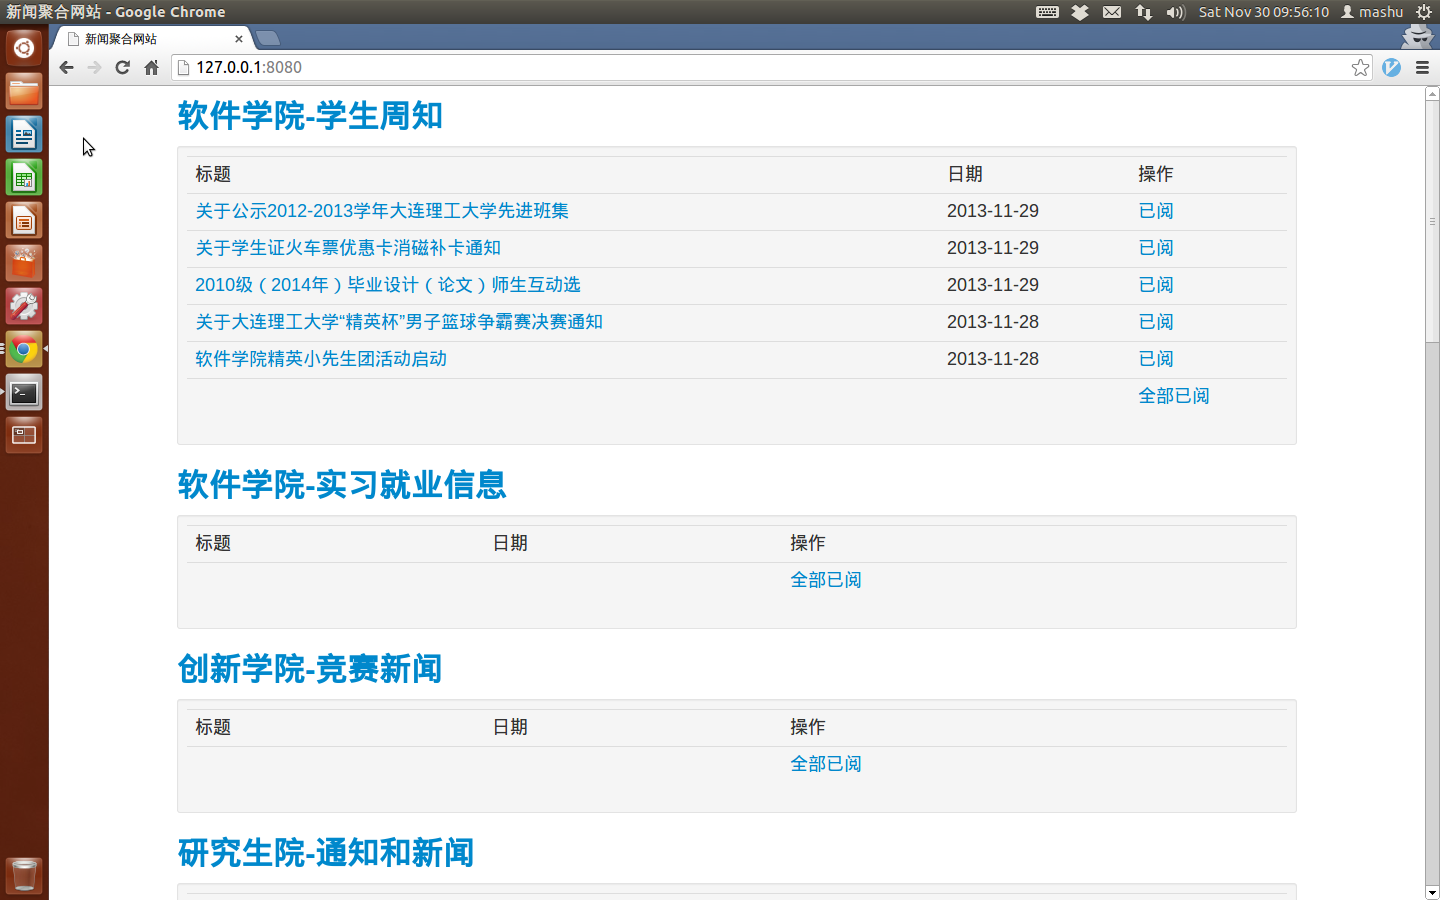 新闻聚合网站 - Google Chrome
Sat Nov 30 09:56:10 mashu
新闻聚合网站
127.0.0.1:8080
软件学院-学生周知
标题 日期 操作
关于公示2012-2013学年大连理工大学先进班集 2013-11-29 已阅
关于学生证火车票优惠卡消磁补卡通知 2013-11-29 已阅
2010级（2014年）毕业设计（论文）师生互动选 2013-11-29 已阅
关于大连理工大学“精英杯”男子篮球争霸赛决赛通知 2013-11-28 已阅
软件学院精英小先生团活动启动 2013-11-28 已阅
全部已阅
软件学院-实习就业信息
标题 日期 操作
全部已阅
创新学院-竞赛新闻
标题 日期 操作
全部已阅
研究生院-通知和新闻